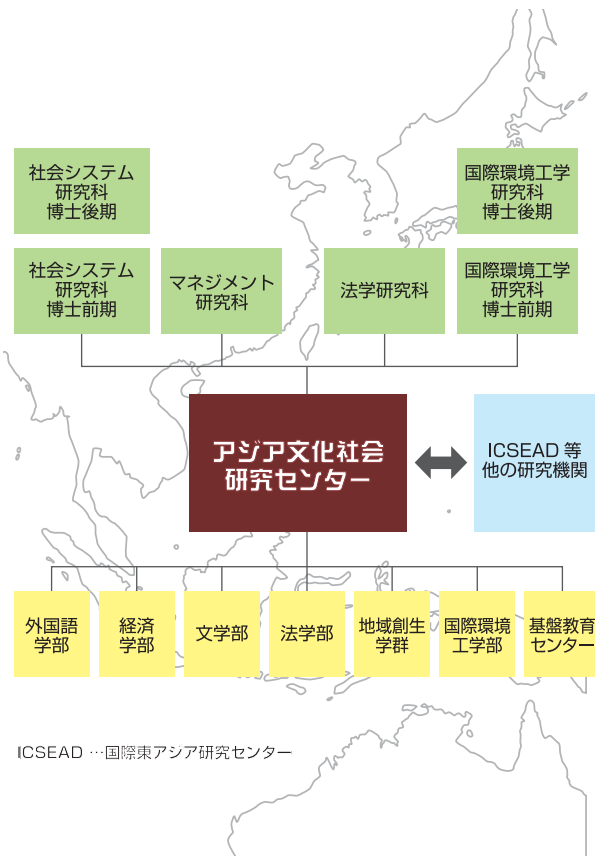 社会システム
研究科
博士後期
国際環境工学
研究科
博士後期
社会システム
研究科
博士前期
マネジメント
研究科
法学研究科
国際環境工学
研究科
博士前期
アジア文化社会
研究センター
ICSEAD 等
他の研究機関
外国語
学部
経済
学部
文学部
法学部
地域創生
学群
国際環境
工学部
基盤教育
センター
ICSEAD …国際東アジア研究センター